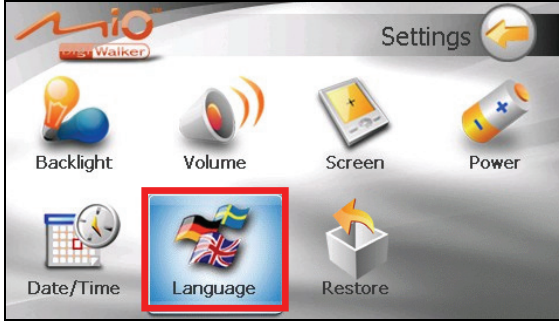 Mio
Settings
DigiWalker
Backlight
Volume
Screen
Power
Date/Time
Language
Restore